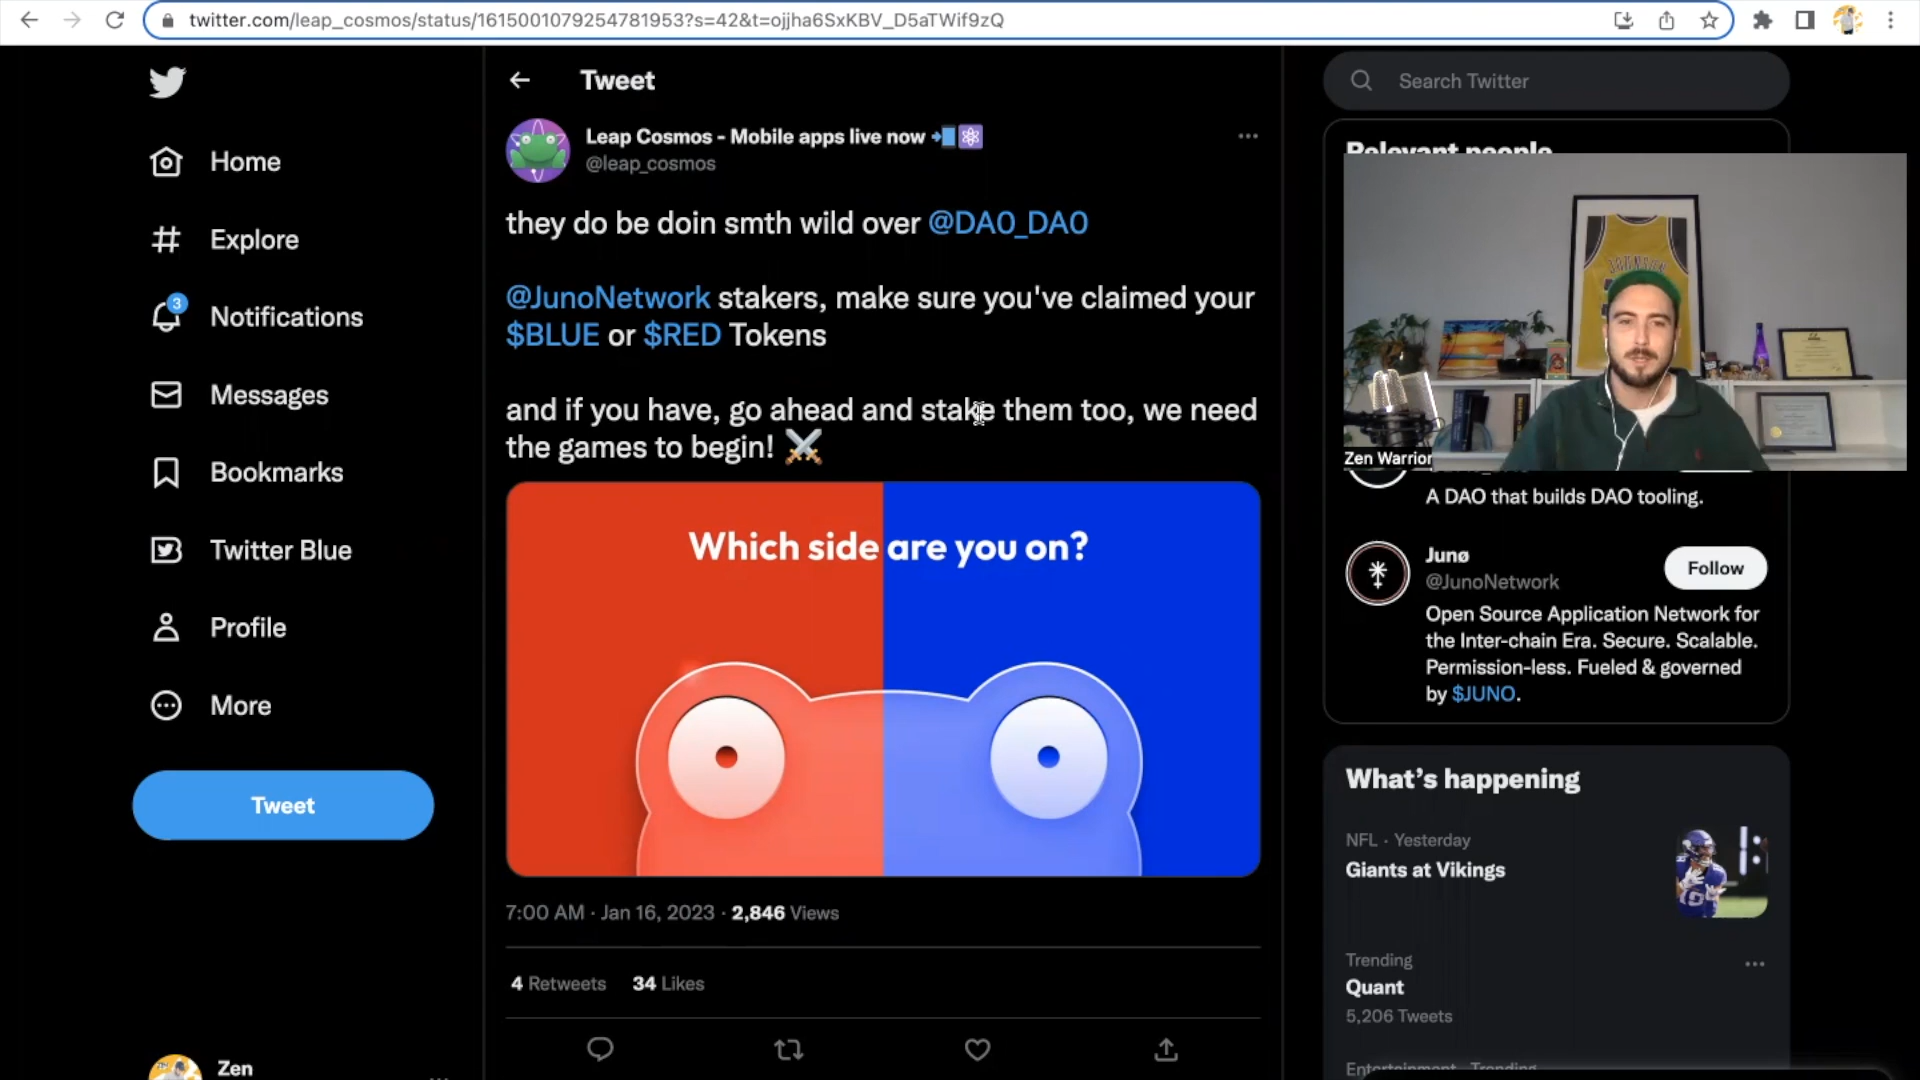 twitter.com/leap_cosmos/status/1615001079254781953?s=42&t=ojjha6SxKBV_D5aTWif9zQ
Home
Explore
3
Notifications
Messages
Bookmarks
Twitter Blue
Profile
More
Tweet
Zen
Tweet
Leap Cosmos - Mobile apps live now
@leap_cosmos
they do be doin smth wild over @DA0_DA0
@JunoNetwork stakers, make sure you've claimed your
$BLUE or $RED Tokens
and if you have, go ahead and stake them too, we need
the games to begin! ⚔️
Which side are you on?
7:00 AM · Jan 16, 2023 · 2,846 Views
4 Retweets 34 Likes
Search Twitter
Relevant people
JOHNSON
Zen Warrior
A DAO that builds DAO tooling.
Junø
@JunoNetwork
Follow
Open Source Application Network for
the Inter-chain Era. Secure. Scalable.
Permission-less. Fueled & governed
by $JUNO.
What's happening
NFL · Yesterday
Giants at Vikings
Trending
Quant
5,206 Tweets
Entertainment · Trending